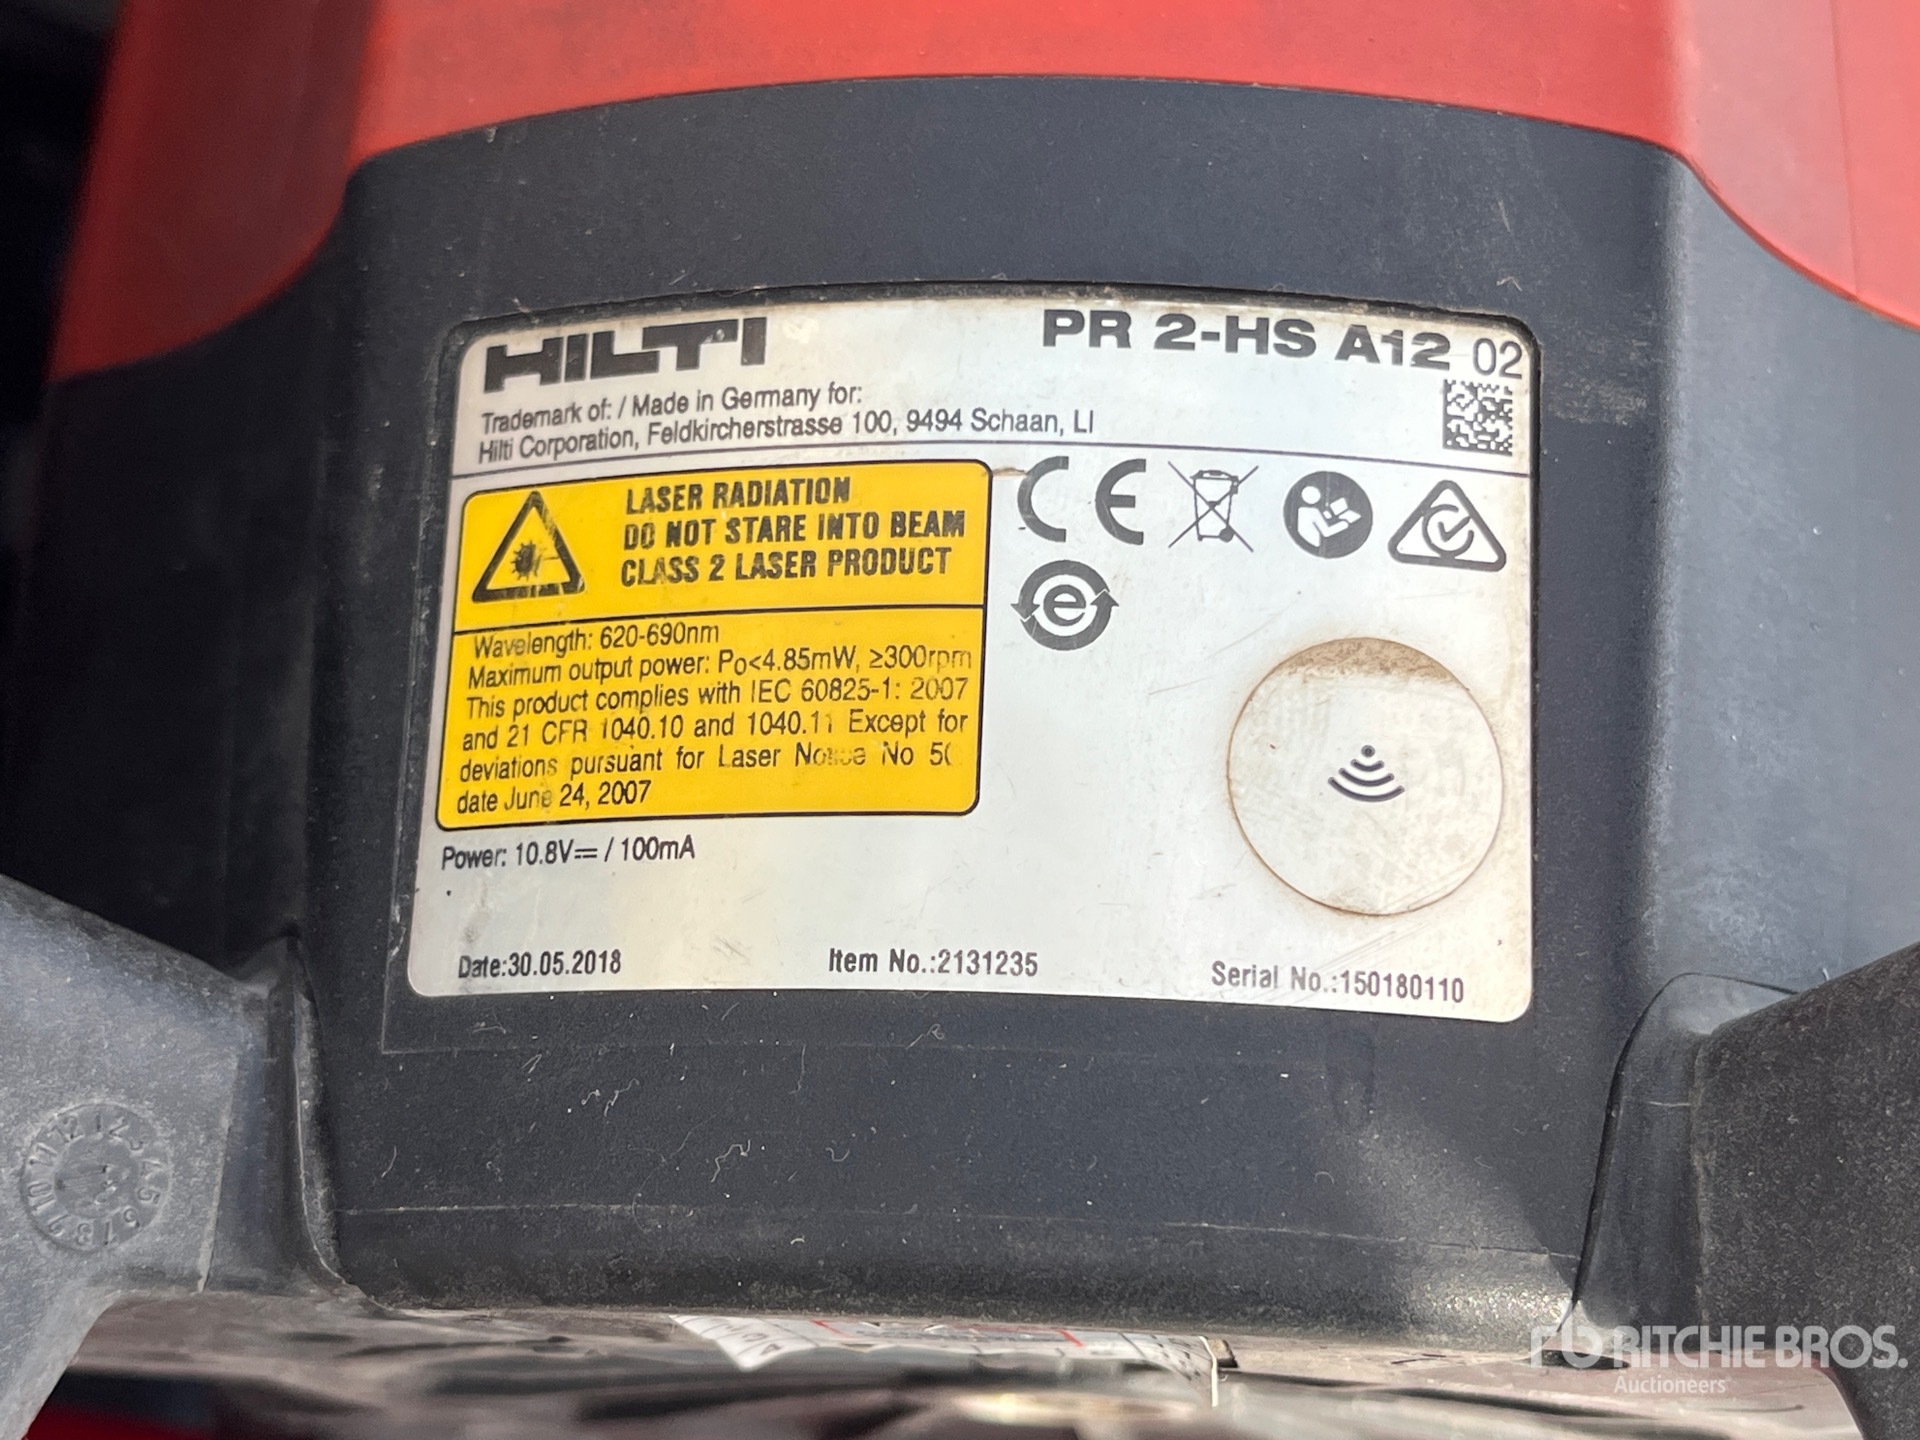 HILTI
PR 2-HS A12 02
Trademark of: / Made in Germany for:
Hilti Corporation, Feldkircherstrasse 100, 9494 Schaan, LI
LASER RADIATION
DO NOT STARE INTO BEAM
CLASS 2 LASER PRODUCT
CE
e
Wavelength: 620-690nm
Maximum output power: Po<4.85mW, ≥300rpm
This product complies with IEC 60825-1: 2007
and 21 CFR 1040.10 and 1040.11 Except for
deviations pursuant for Laser Notice No
date June 24, 2007
Power: 10.8V⎓ / 100mA
Date:30.05.2018
Item No.:2131235
Serial No.:150180110
rb RITCHIE BROS.
Auctioneers